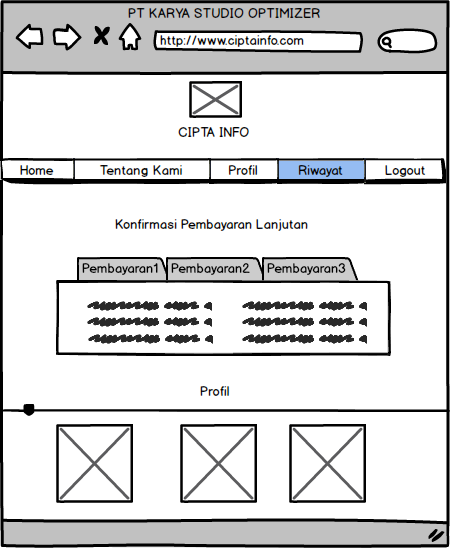 PT KARYA STUDIO OPTIMIZER
http://www.ciptainfo.com
CIPTA INFO
Home Tentang Kami Profil Riwayat Logout
Konfirmasi Pembayaran Lanjutan
Pembayaran1 Pembayaran2 Pembayaran3
Profil